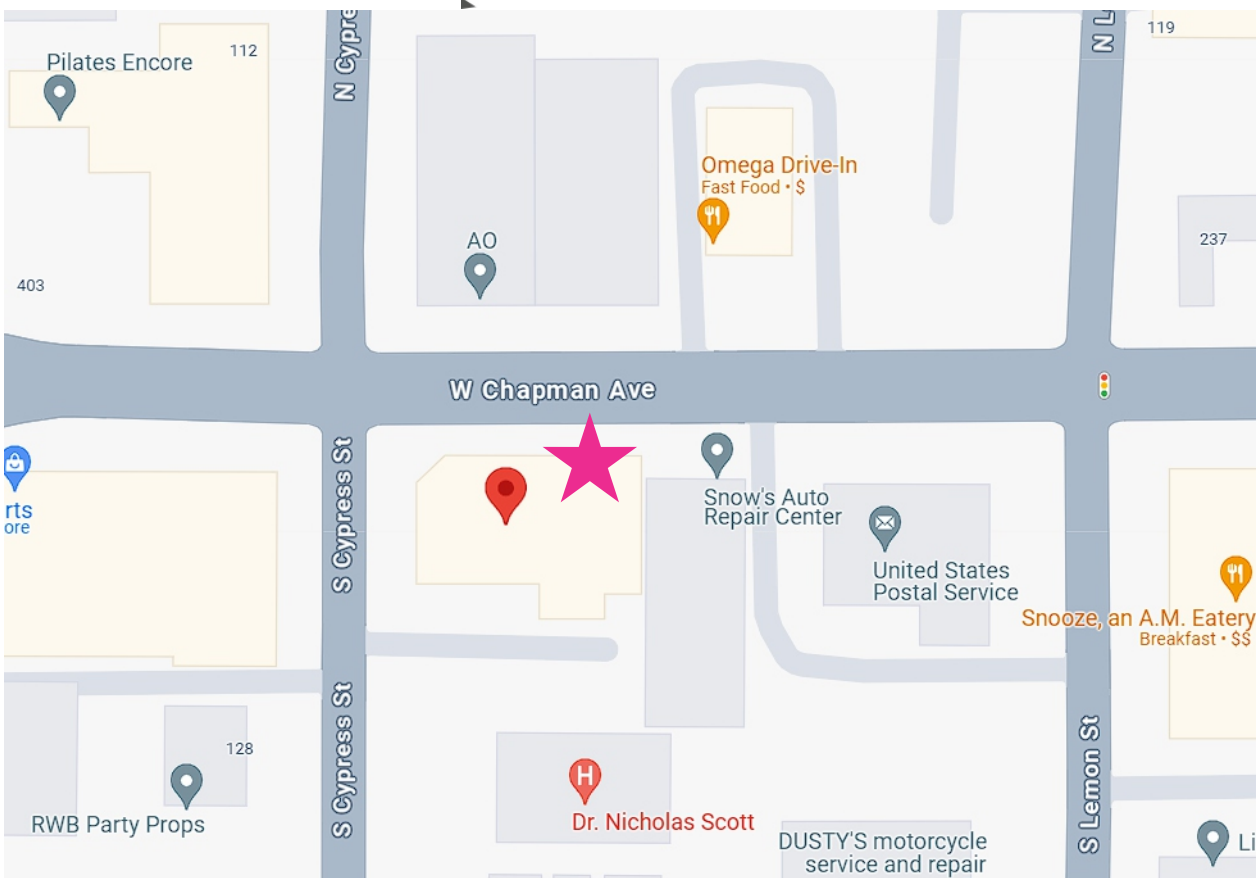 112
Pilates Encore
N Cypre
N L
119
Omega Drive-In
Fast Food • $
AO
237
403
W Chapman Ave
S Cypress St
rts
ore
Snow's Auto
Repair Center
United States
Postal Service
Snooze, an A.M. Eatery
Breakfast • $$
S Cypress St
S Lemon St
128
H
RWB Party Props
Dr. Nicholas Scott
DUSTY'S motorcycle
service and repair
Li